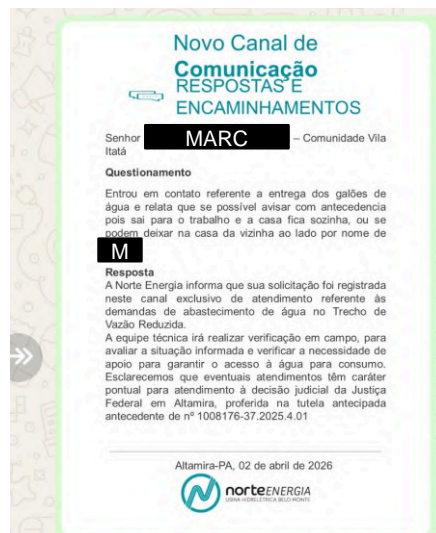 Novo Canal de
Comunicação
RESPOSTAS E
ENCAMINHAMENTOS
Senhor MARC – Comunidade Vila
Itatá
Questionamento
Entrou em contato referente a entrega dos galões de
água e relata que se possível avisar com antecedencia
pois sai para o trabalho e a casa fica sozinha, ou se
podem deixar na casa da vizinha ao lado por nome de
M
Resposta
A Norte Energia informa que sua solicitação foi registrada
neste canal exclusivo de atendimento referente às
demandas de abastecimento de água no Trecho de
Vazão Reduzida.
A equipe técnica irá realizar verificação em campo, para
avaliar a situação informada e verificar a necessidade de
apoio para garantir o acesso à água para consumo.
Esclarecemos que eventuais atendimentos têm caráter
pontual para atendimento à decisão judicial da Justiça
Federal em Altamira, proferida na tutela antecipada
antecedente de nº 1008176-37.2025.4.01
Altamira-PA, 02 de abril de 2026
norteENERGIA
USINA HIDRELÉTRICA BELO MONTE